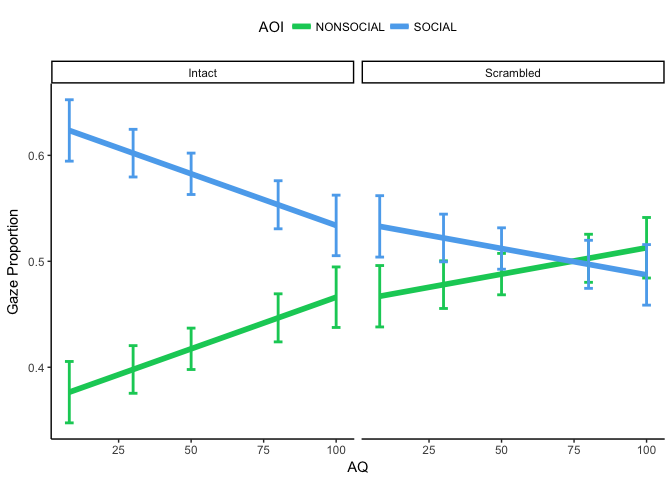 AOI NONSOCIAL SOCIAL
Intact Scrambled
Gaze Proportion
0.6
0.5
0.4
25 50 75 100 25 50 75 100
AQ